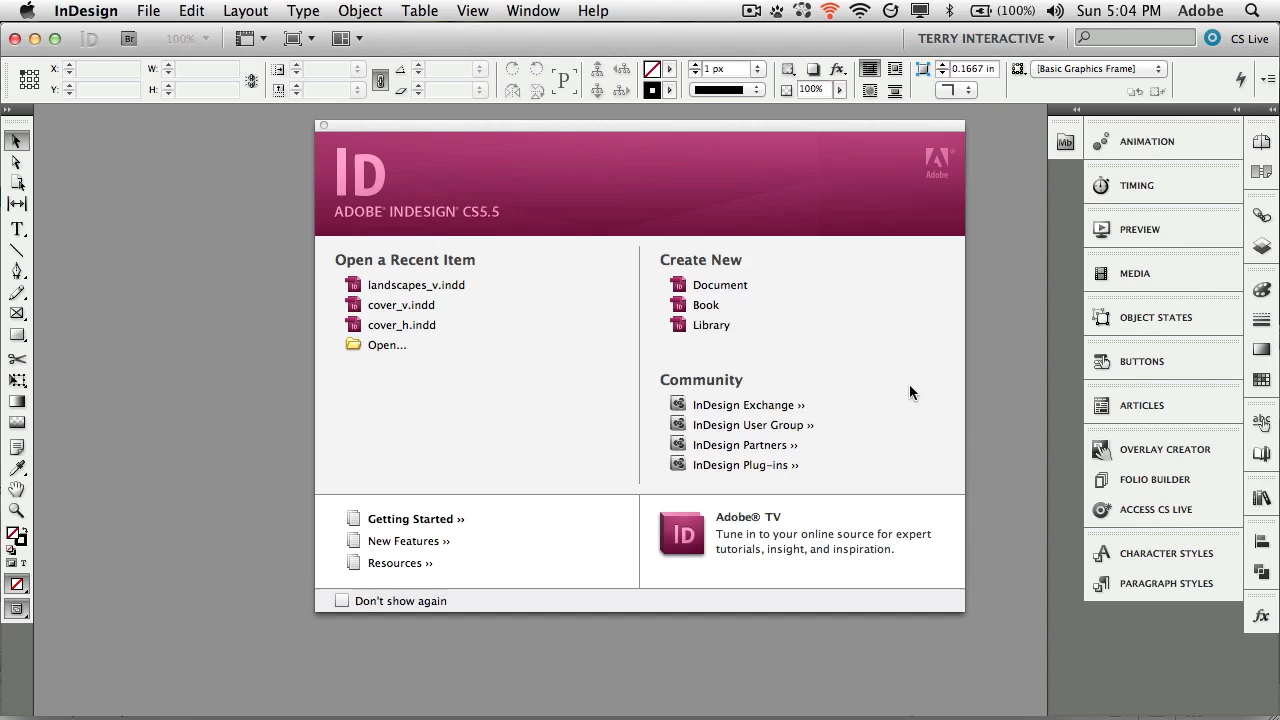 InDesign File Edit Layout Type Object Table View Window Help (100%) Sun 5:04 PM Adobe
Id Br 100% TERRY INTERACTIVE CS Live
X: W: 1 px 0.1667 in [Basic Graphics Frame]
Y: H: P 100%
Id
Adobe
ADOBE® INDESIGN® CS5.5
Open a Recent Item
landscapes_v.indd
cover_v.indd
cover_h.indd
Open...
Create New
Document
Book
Library
Community
InDesign Exchange ››
InDesign User Group ››
InDesign Partners ››
InDesign Plug-ins ››
Getting Started ››
New Features ››
Resources ››
Id
Adobe® TV
Tune in to your online source for expert
tutorials, insight, and inspiration.
Don't show again
Mb
ANIMATION
TIMING
PREVIEW
MEDIA
OBJECT STATES
BUTTONS
ARTICLES
OVERLAY CREATOR
FOLIO BUILDER
ACCESS CS LIVE
CHARACTER STYLES
PARAGRAPH STYLES
abc
fx